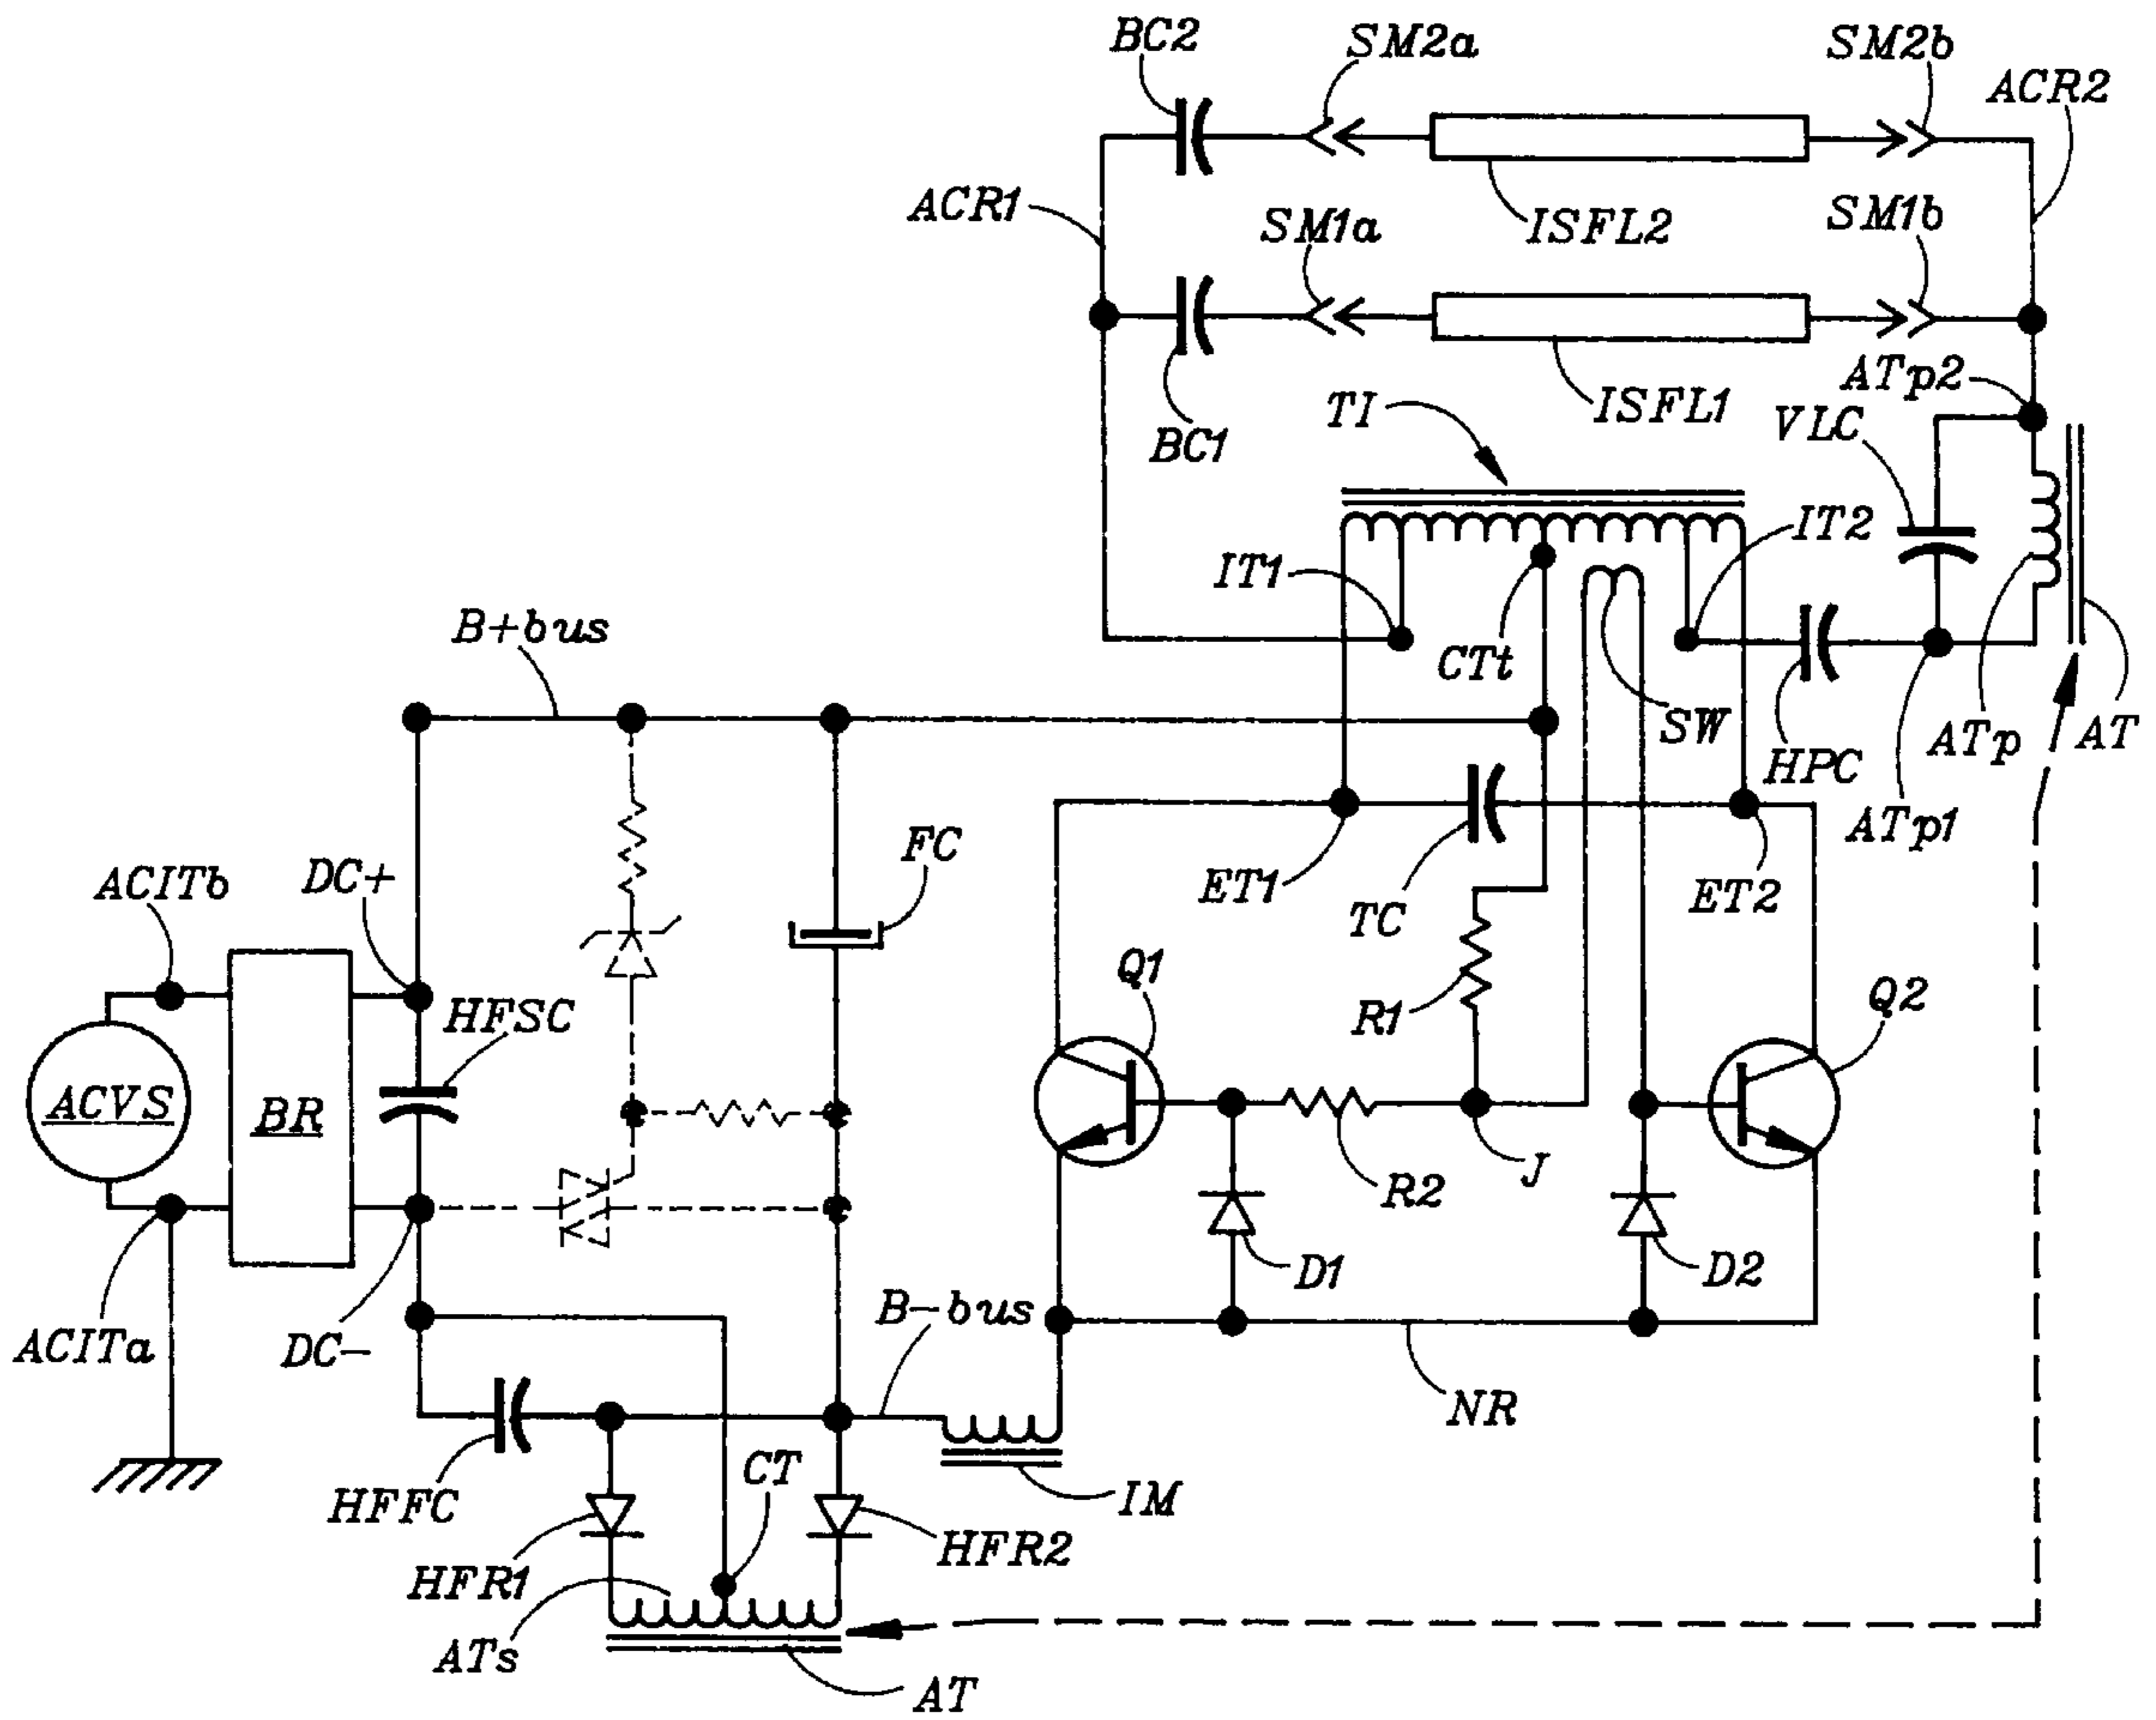 BC2
SM2a
SM2b
ACR2
ACR1
SM1a
ISFL2
SM1b
ATp2
TI
ISFL1
VLC
BC1
IT2
IT1
B+bus
CTt
SW
ATp
AT
HPC
ATp1
FC
ACITb
DC+
ET1
TC
ET2
Q1
Q2
HFSC
R1
ACVS
BR
J
R2
D1
D2
B-bus
ACITa
DC-
NR
CT
HFFC
IM
HFR2
HFR1
ATs
AT